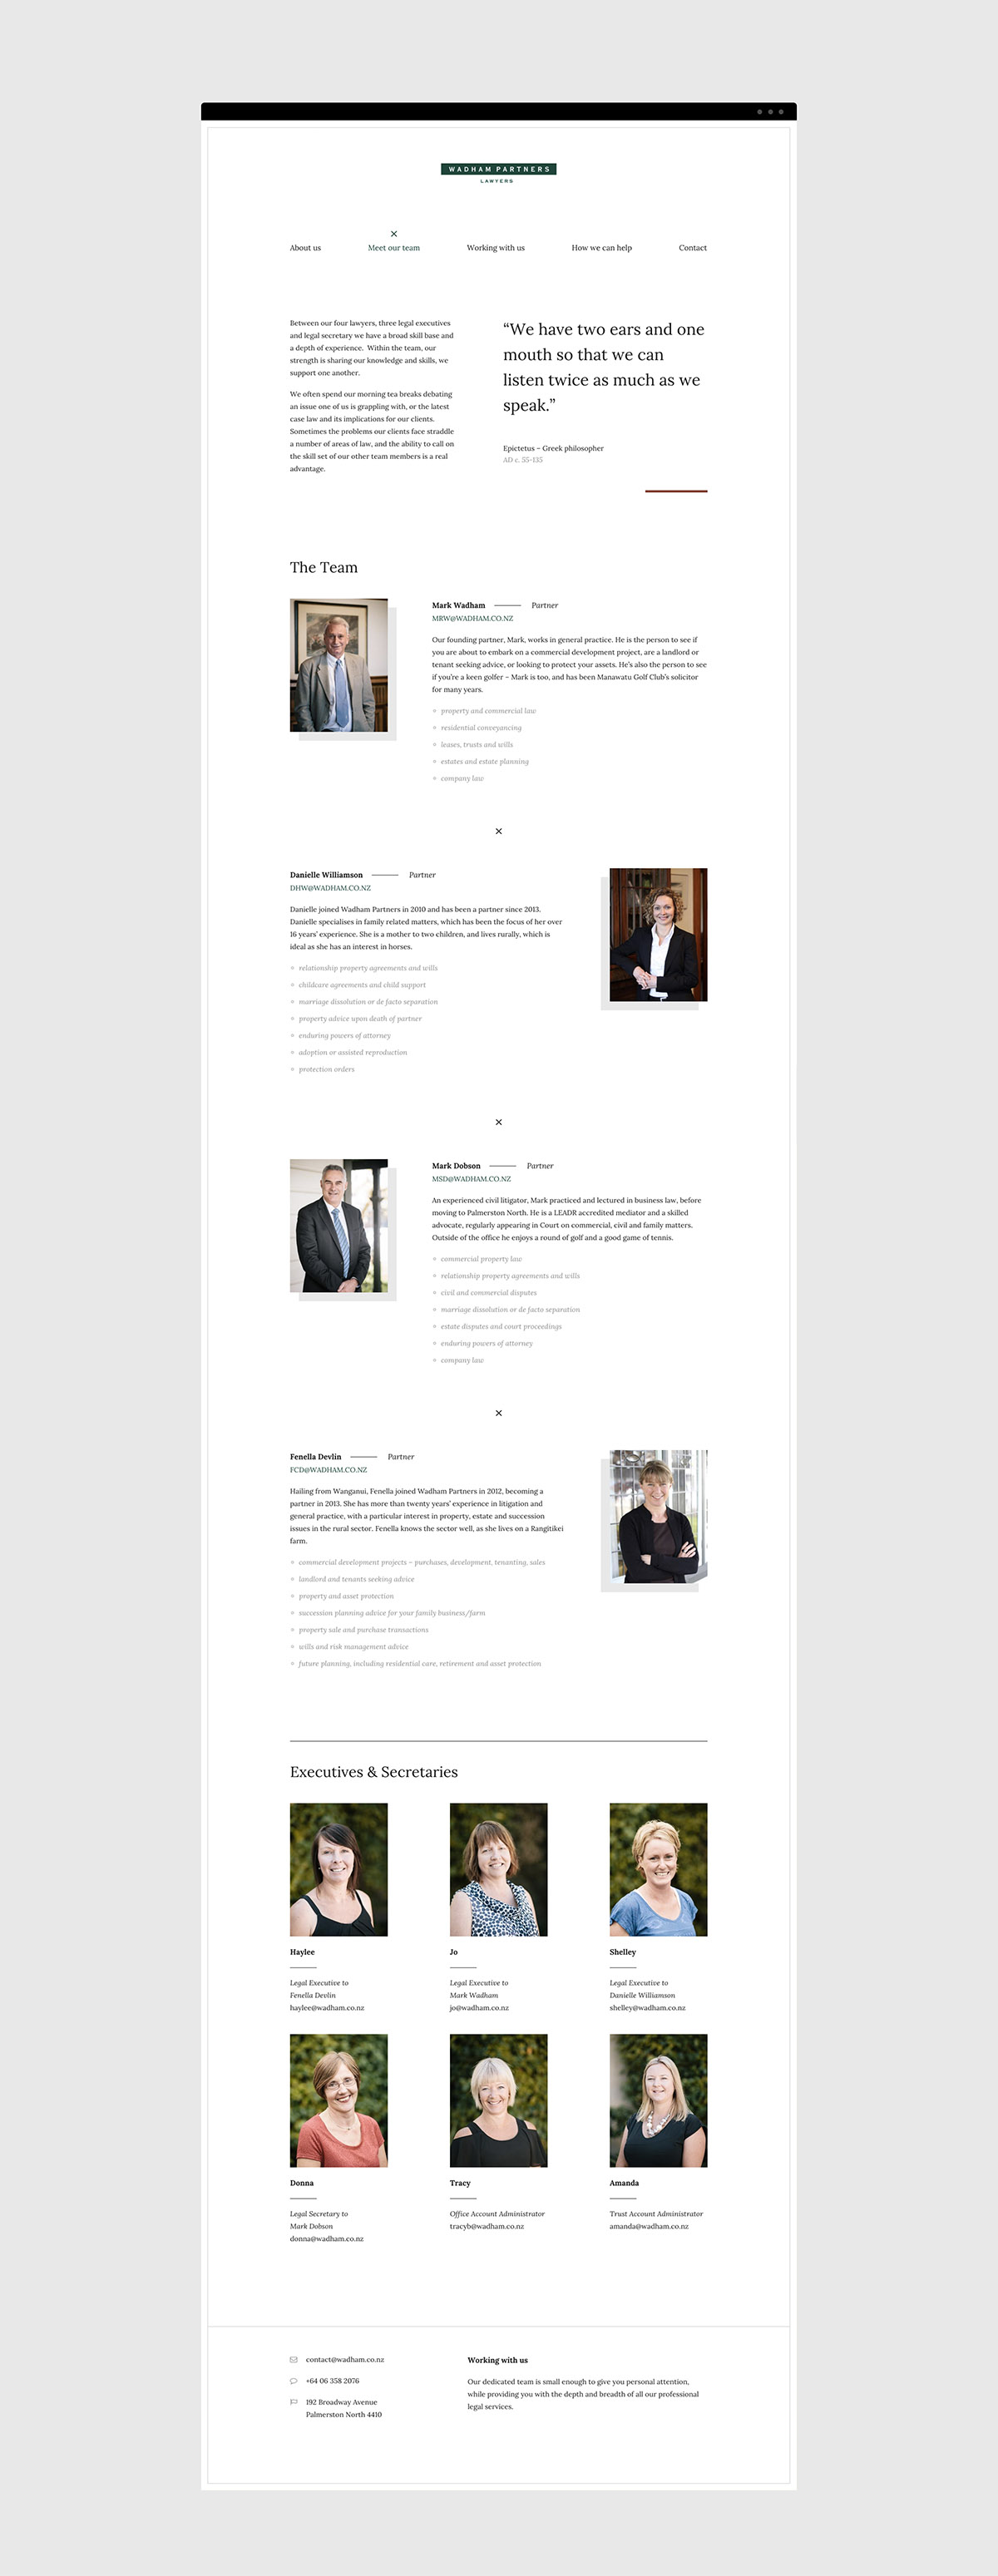 WADHAM PARTNERS
LAWYERS
About us
Meet our team
Working with us
How we can help
Contact
Between our four lawyers, three legal executives
and legal secretary we have a broad skill base and
a depth of experience. Within the team, our
strength is sharing our knowledge and skills, we
support one another.
We often spend our morning tea breaks debating
an issue one of us is grappling with, or the latest
case law and its implications for our clients.
Sometimes the problems our clients face straddle
a number of areas of law, and the ability to call on
the skill set of our other team members is a real
advantage.
“We have two ears and one
mouth so that we can
listen twice as much as we
speak.”
Epictetus – Greek philosopher
AD c. 55-135
The Team
Mark Wadham Partner
MRW@WADHAM.CO.NZ
Our founding partner, Mark, works in general practice. He is the person to see if
you are about to embark on a commercial development project, are a landlord or
tenant seeking advice, or looking to protect your assets. He’s also the person to see
if you’re a keen golfer – Mark is too, and has been Manawatu Golf Club’s solicitor
for many years.
property and commercial law
residential conveyancing
leases, trusts and wills
estates and estate planning
company law
Danielle Williamson Partner
DHW@WADHAM.CO.NZ
Danielle joined Wadham Partners in 2010 and has been a partner since 2013.
Danielle specialises in family related matters, which has been the focus of her over
16 years’ experience. She is a mother to two children, and lives rurally, which is
ideal as she has an interest in horses.
relationship property agreements and wills
childcare agreements and child support
marriage dissolution or de facto separation
property advice upon death of partner
enduring powers of attorney
adoption or assisted reproduction
protection orders
Mark Dobson Partner
MSD@WADHAM.CO.NZ
An experienced civil litigator, Mark practiced and lectured in business law, before
moving to Palmerston North. He is a LEADR accredited mediator and a skilled
advocate, regularly appearing in Court on commercial, civil and family matters.
Outside of the office he enjoys a round of golf and a good game of tennis.
commercial property law
relationship property agreements and wills
civil and commercial disputes
marriage dissolution or de facto separation
estate disputes and court proceedings
enduring powers of attorney
company law
Fenella Devlin Partner
FCD@WADHAM.CO.NZ
Hailing from Wanganui, Fenella joined Wadham Partners in 2012, becoming a
partner in 2013. She has more than twenty years’ experience in litigation and
general practice, with a particular interest in property, estate and succession
issues in the rural sector. Fenella knows the sector well, as she lives on a Rangitikei
farm.
commercial development projects – purchases, development, tenanting, sales
landlord and tenants seeking advice
property and asset protection
succession planning advice for your family business/farm
property sale and purchase transactions
wills and risk management advice
future planning, including residential care, retirement and asset protection
Executives & Secretaries
Haylee
Legal Executive to
Fenella Devlin
haylee@wadham.co.nz
Jo
Legal Executive to
Mark Wadham
jo@wadham.co.nz
Shelley
Legal Executive to
Danielle Williamson
shelley@wadham.co.nz
Donna
Legal Secretary to
Mark Dobson
donna@wadham.co.nz
Tracy
Office Account Administrator
tracyb@wadham.co.nz
Amanda
Trust Account Administrator
amanda@wadham.co.nz
contact@wadham.co.nz
+64 06 358 2076
192 Broadway Avenue
Palmerston North 4410
Working with us
Our dedicated team is small enough to give you personal attention,
while providing you with the depth and breadth of all our professional
legal services.